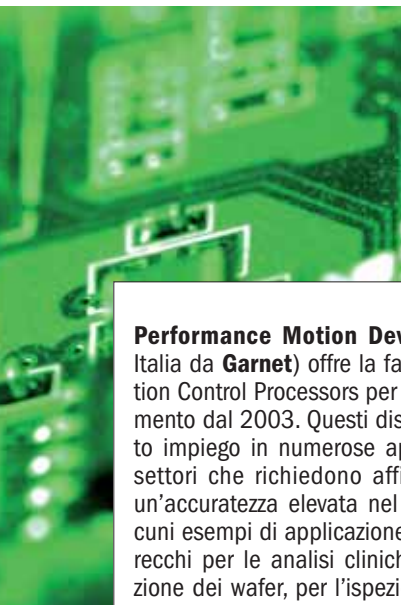 Performance Motion Dev
Italia da Garnet) offre la fa
tion Control Processors per
mento dal 2003. Questi dis
to impiego in numerose ap
settori che richiedono affi
un'accuratezza elevata nel
cuni esempi di applicazione
recchi per le analisi clinich
zione dei wafer, per l'ispezi